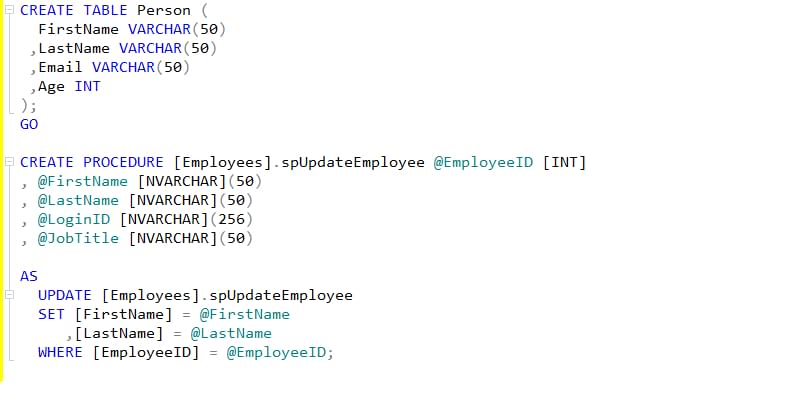 CREATE TABLE Person (
FirstName VARCHAR(50)
,LastName VARCHAR(50)
,Email VARCHAR(50)
,Age INT
);
GO
CREATE PROCEDURE [Employees].spUpdateEmployee @EmployeeID [INT]
, @FirstName [NVARCHAR](50)
, @LastName [NVARCHAR](50)
, @LoginID [NVARCHAR](256)
, @JobTitle [NVARCHAR](50)
AS
UPDATE [Employees].spUpdateEmployee
SET [FirstName] = @FirstName
,[LastName] = @LastName
WHERE [EmployeeID] = @EmployeeID;